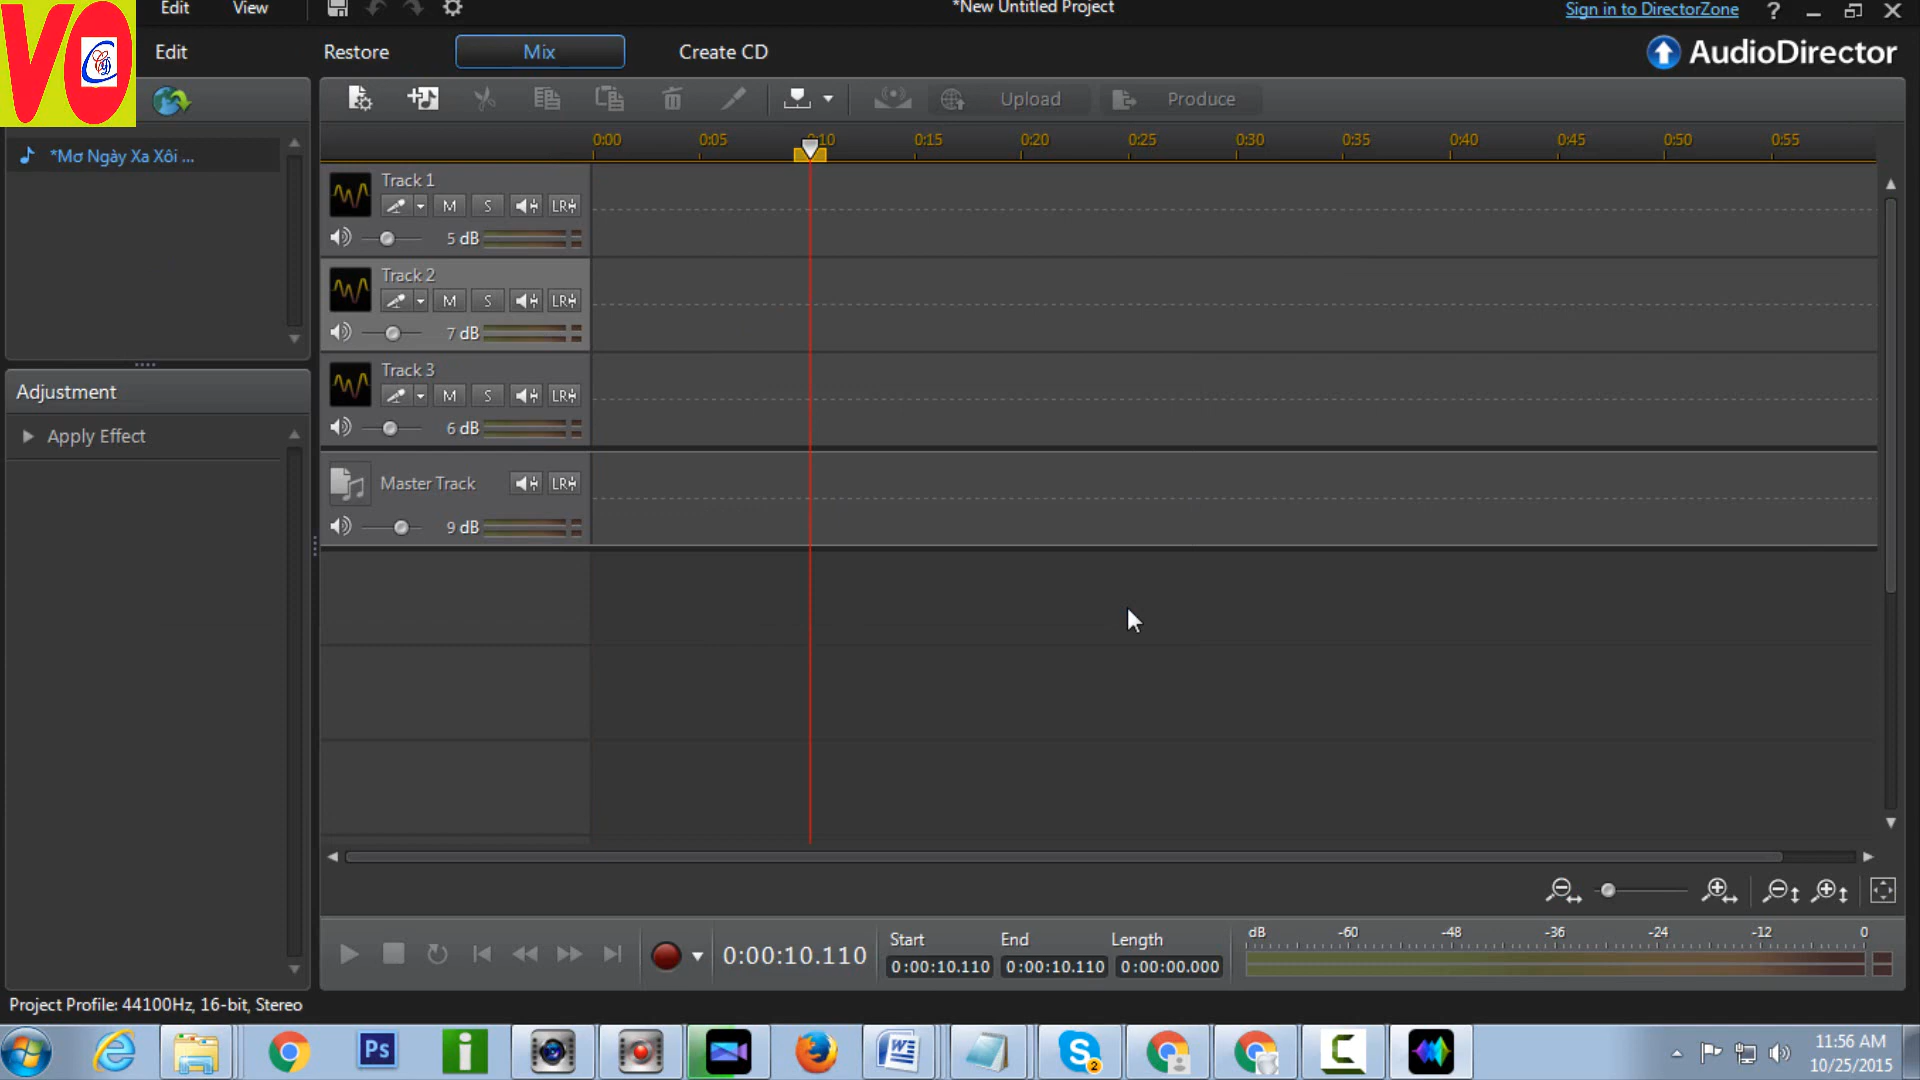 Edit View *New Untitled Project Sign in to DirectorZone ?
VO
Edit Restore Mix Create CD AudioDirector
Upload Produce
*Mơ Ngày Xa Xôi ...
0:00 0:05 0:10 0:15 0:20 0:25 0:30 0:35 0:40 0:45 0:50 0:55
Track 1
M S LR
5 dB
Track 2
M S LR
7 dB
Track 3
M S LR
6 dB
Master Track LR
9 dB
Adjustment
Apply Effect
0:00:10.110
Start End Length
0:00:10.110 0:00:10.110 0:00:00.000
dB -60 -48 -36 -24 -12 0
Project Profile: 44100Hz, 16-bit, Stereo
Ps
2
11:56 AM
10/25/2015